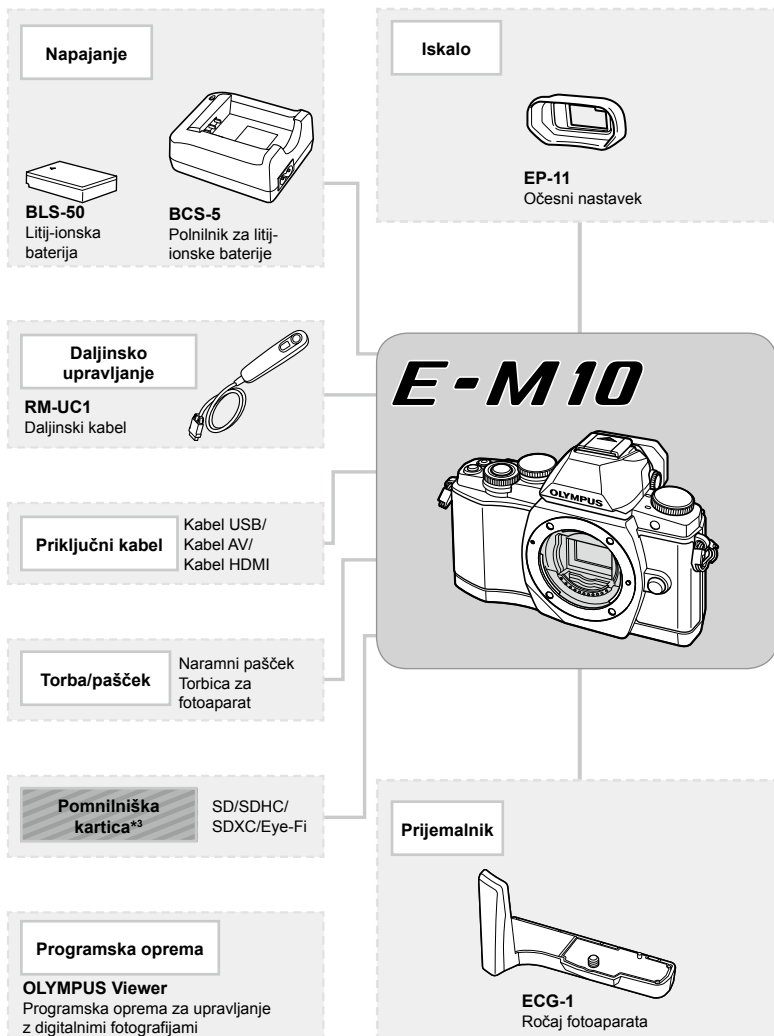 Napajanje
BLS-50
Litij-ionska
baterija
BCS-5
Polnilnik za litij-
ionske baterije
Iskalo
EP-11
Očesni nastavek
Daljinsko
upravljanje
RM-UC1
Daljinski kabel
E-M10
OLYMPUS
Priključni kabel
Kabel USB/
Kabel AV/
Kabel HDMI
Torba/pašček
Naramni pašček
Torbica za
fotoaparat
Pomnilniška
kartica*3
SD/SDHC/
SDXC/Eye-Fi
Prijemalnik
ECG-1
Ročaj fotoaparata
Programska oprema
OLYMPUS Viewer
Programska oprema za upravljanje
z digitalnimi fotografijami